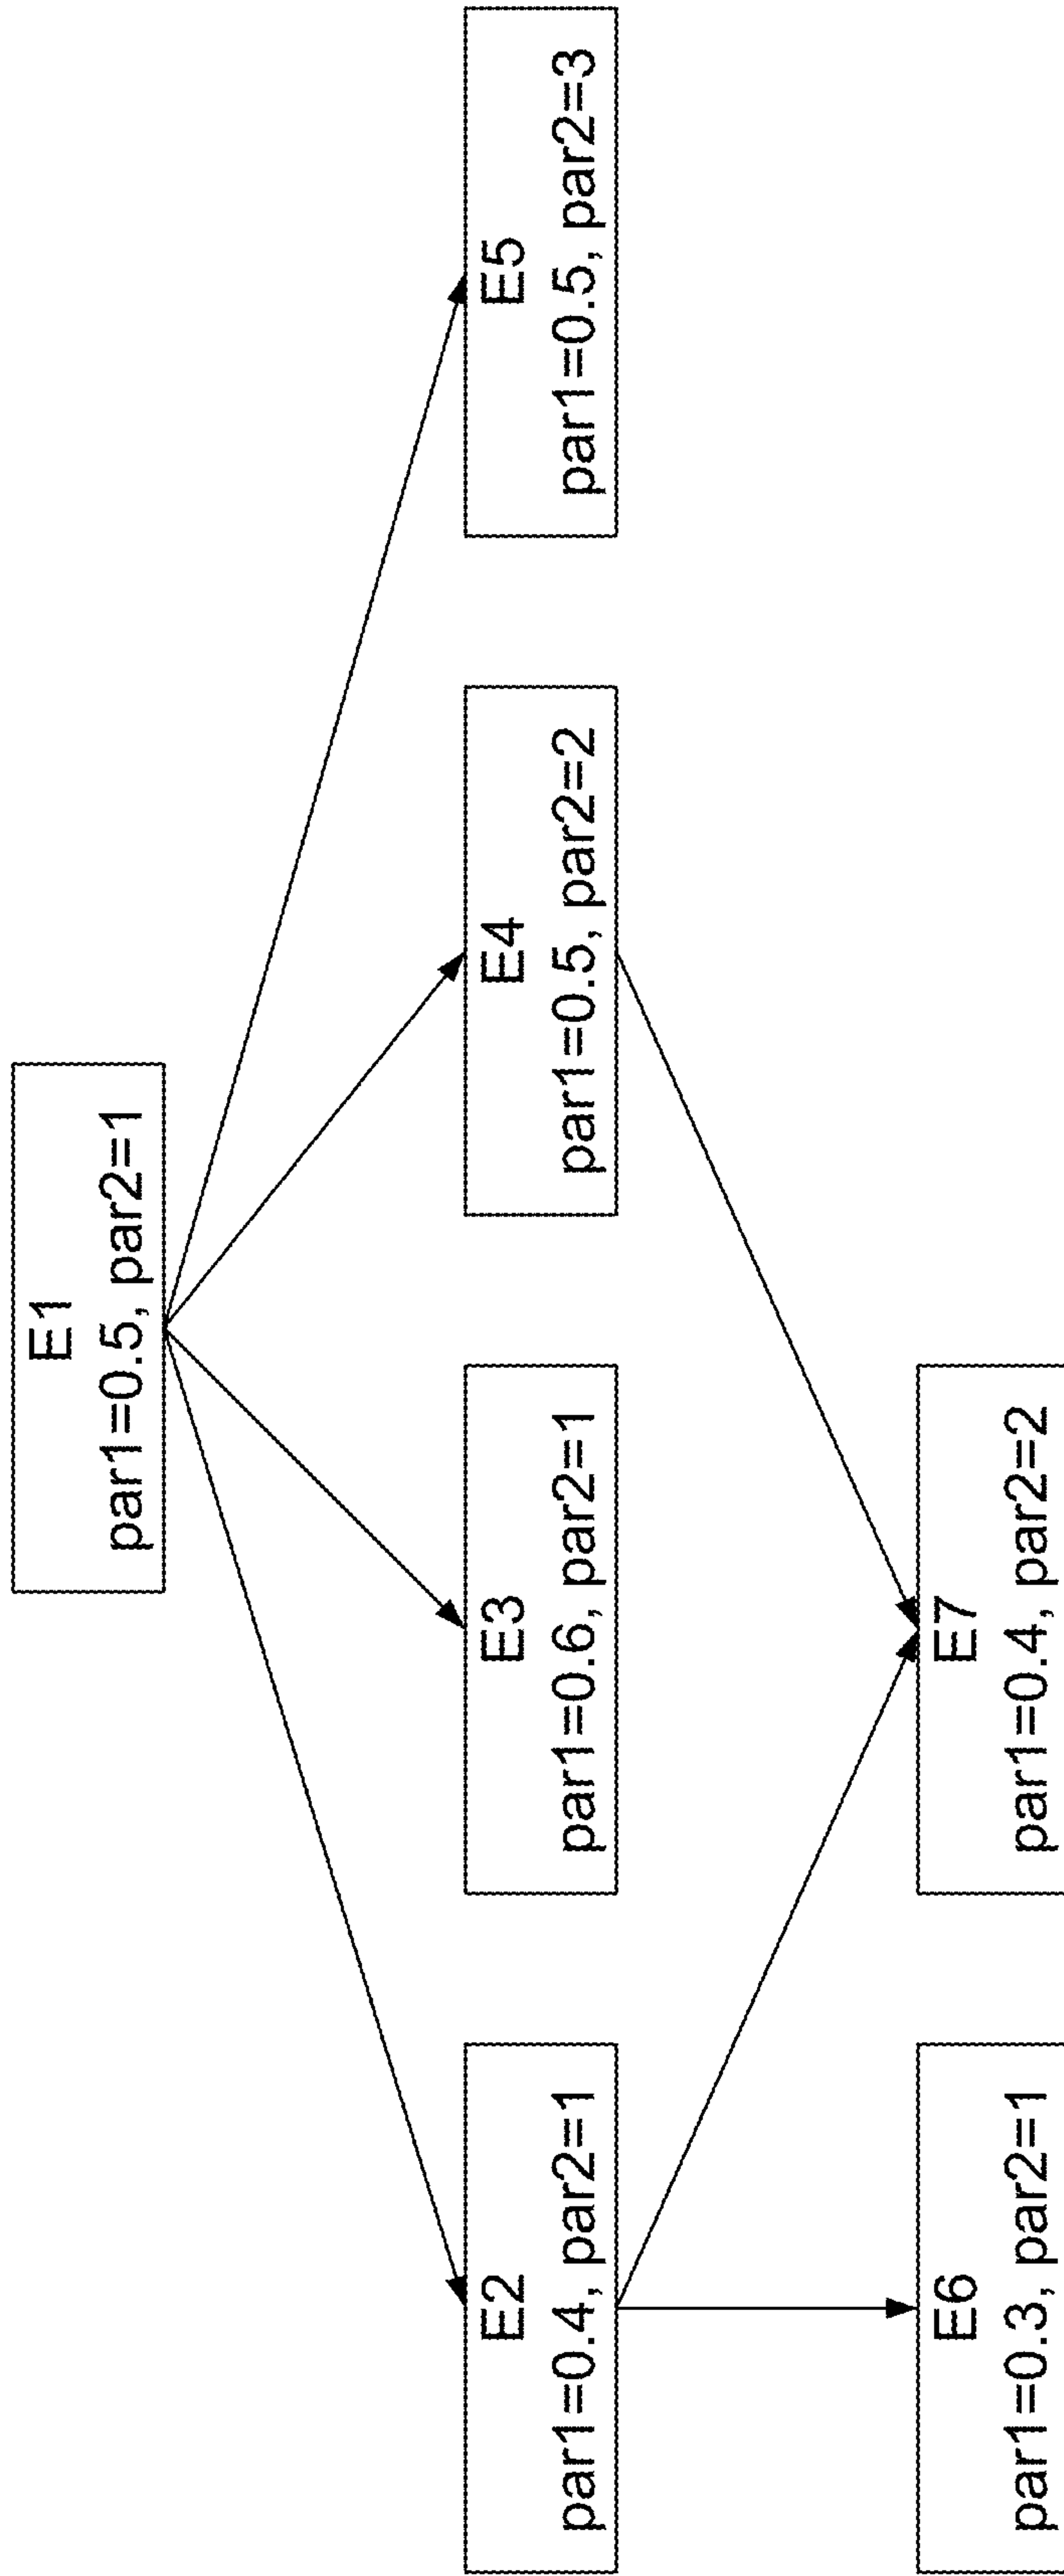 E1
par1=0.5, par2=1
E2
par1=0.4, par2=1
E3
par1=0.6, par2=1
E4
par1=0.5, par2=2
E5
par1=0.5, par2=3
E6
par1=0.3, par2=1
E7
par1=0.4, par2=2